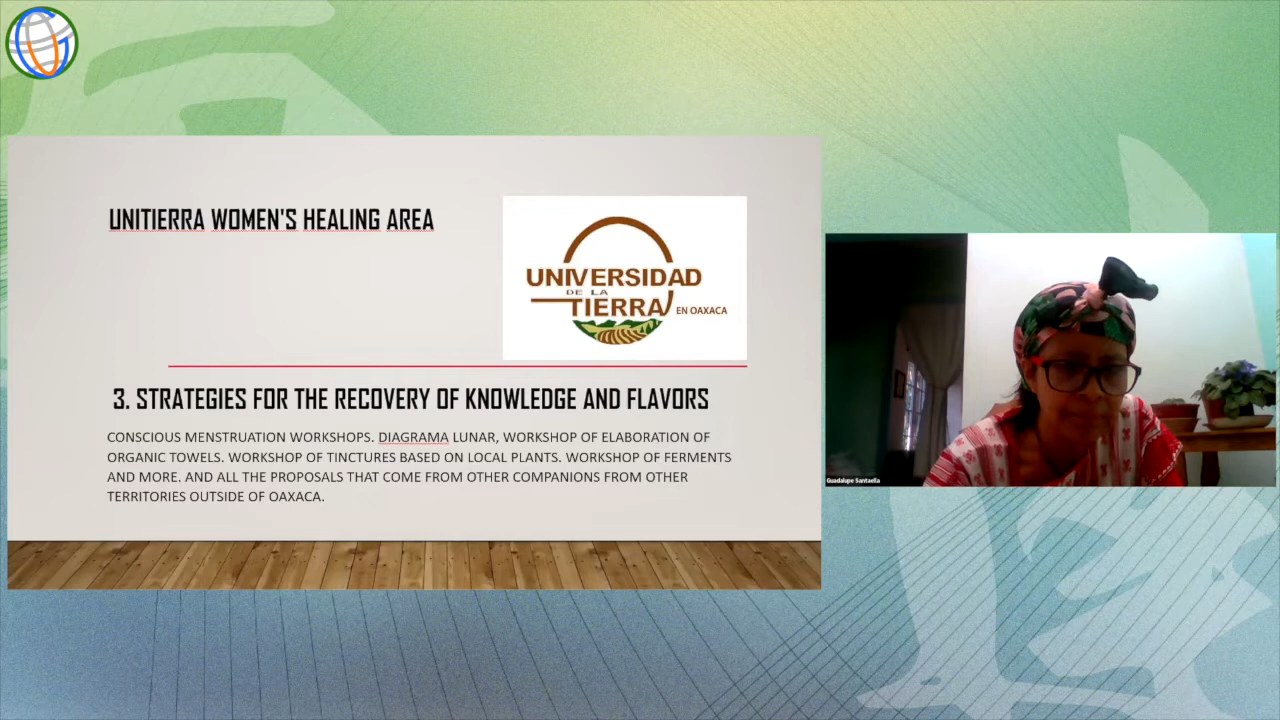 UNITIERRA WOMEN'S HEALING AREA
UNIVERSIDAD
DE LA
TIERRA EN OAXACA
3. STRATEGIES FOR THE RECOVERY OF KNOWLEDGE AND FLAVORS
CONSCIOUS MENSTRUATION WORKSHOPS. DIAGRAMA LUNAR, WORKSHOP OF ELABORATION OF
ORGANIC TOWELS. WORKSHOP OF TINCTURES BASED ON LOCAL PLANTS. WORKSHOP OF FERMENTS
AND MORE. AND ALL THE PROPOSALS THAT COME FROM OTHER COMPANIONS FROM OTHER
TERRITORIES OUTSIDE OF OAXACA.
Guadalupe Santaella